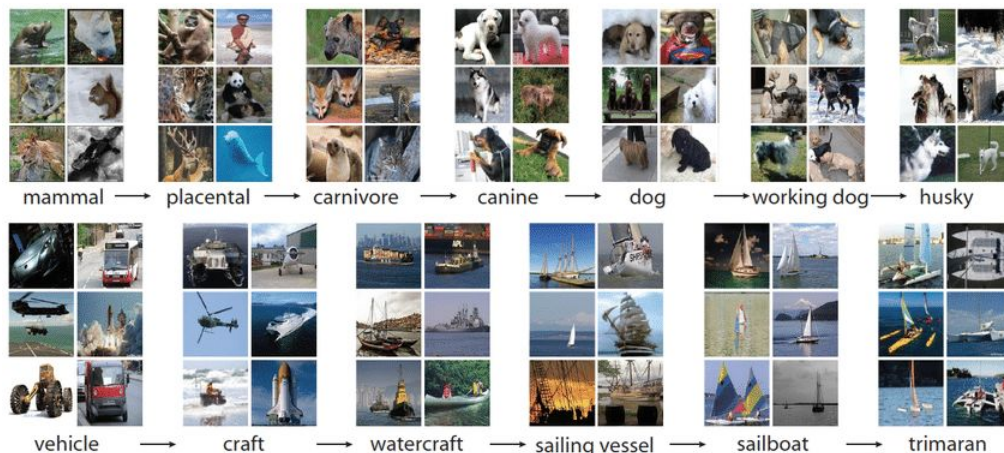 mammal → placental → carnivore → canine → dog → working dog → husky
vehicle → craft → watercraft → sailing vessel → sailboat → trimaran